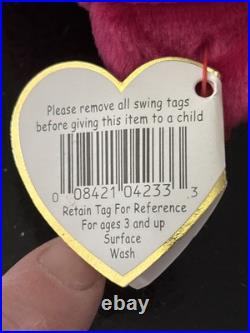 Please remove all swing tags
before giving this item to a child
0 08421 04233 3
Retain Tag For Reference
For ages 3 and up
Surface
Wash